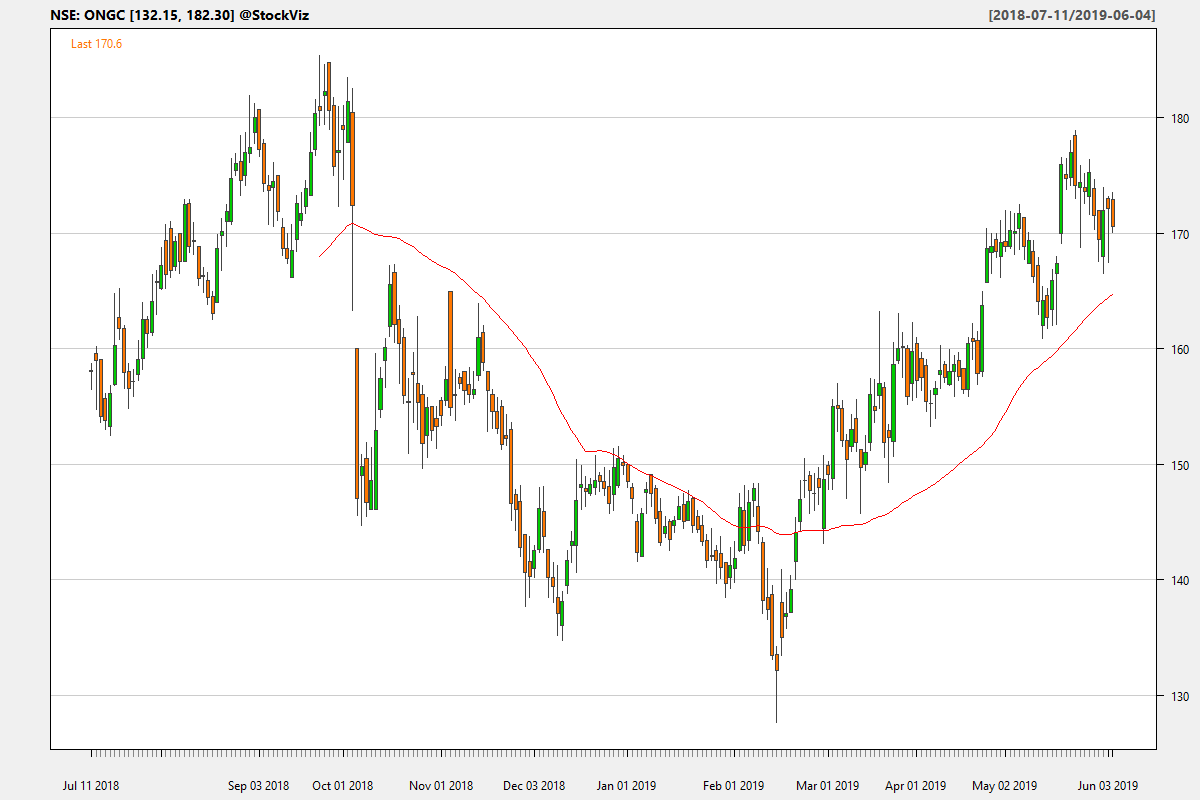 NSE: ONGC [132.15, 182.30] @StockViz [2018-07-11/2019-06-04]
Last 170.6
180
170
160
150
140
130
Jul 11 2018 Sep 03 2018 Oct 01 2018 Nov 01 2018 Dec 03 2018 Jan 01 2019 Feb 01 2019 Mar 01 2019 Apr 01 2019 May 02 2019 Jun 03 2019